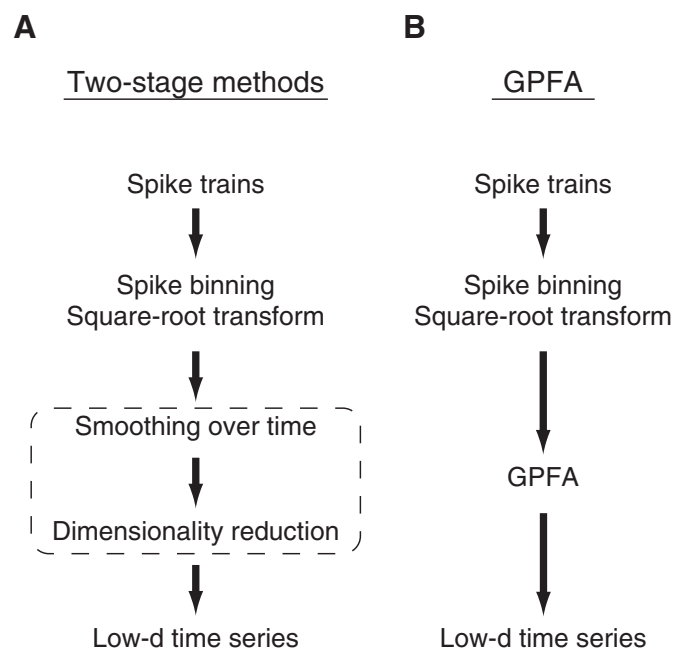 A
Two-stage methods
Spike trains
Spike binning
Square-root transform
Smoothing over time
Dimensionality reduction
Low-d time series
B
GPFA
Spike trains
Spike binning
Square-root transform
GPFA
Low-d time series